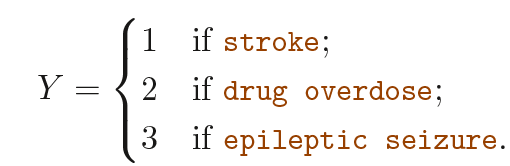 1 if stroke;
Y = { 2 if drug overdose;
3 if epileptic seizure.